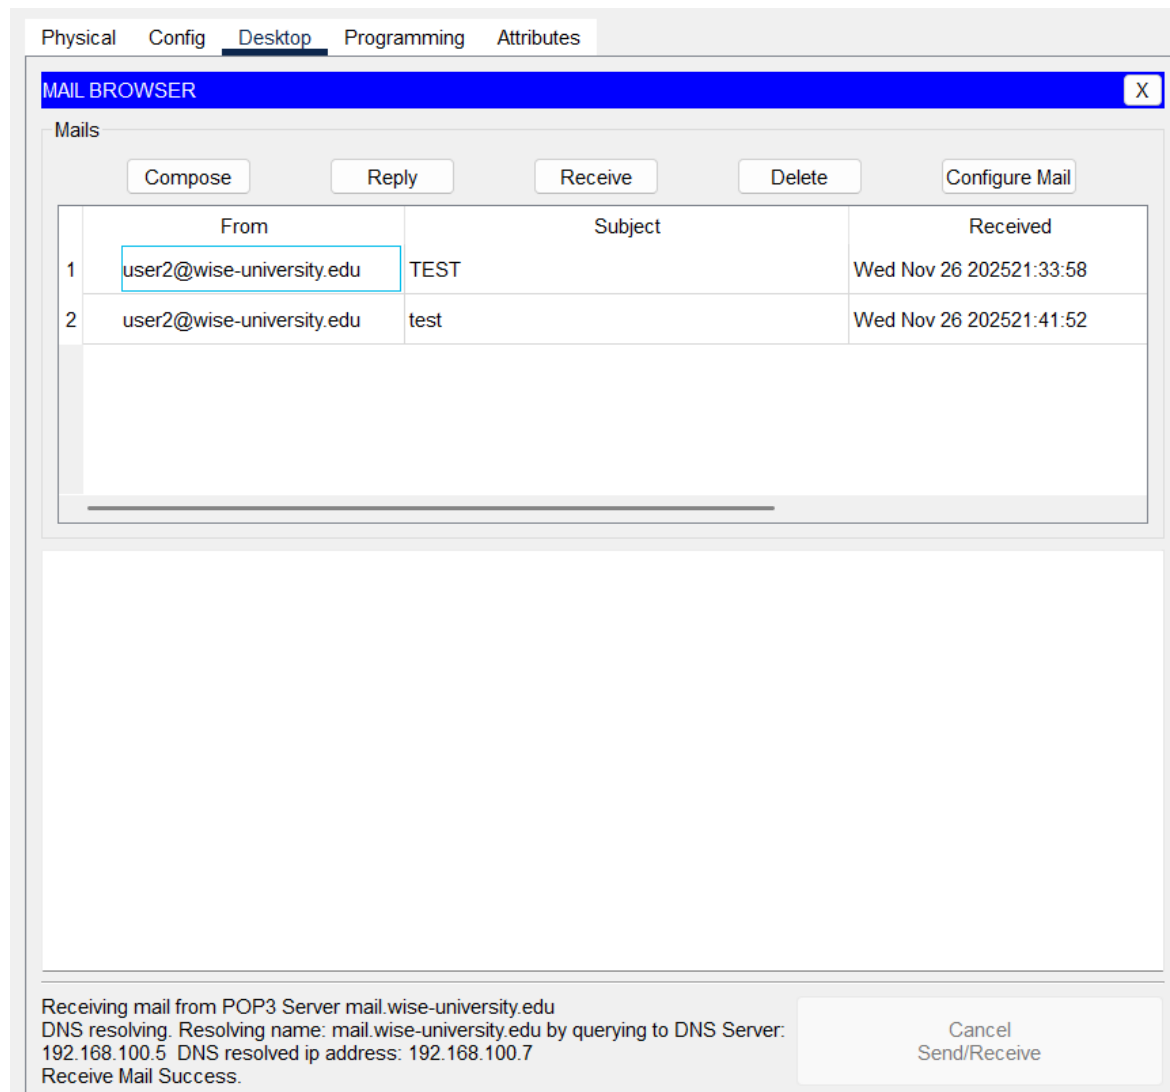 Physical Config Desktop Programming Attributes
MAIL BROWSER X
Mails
Compose Reply Receive Delete Configure Mail
From Subject Received
1 user2@wise-university.edu TEST Wed Nov 26 202521:33:58
2 user2@wise-university.edu test Wed Nov 26 202521:41:52
Receiving mail from POP3 Server mail.wise-university.edu
DNS resolving. Resolving name: mail.wise-university.edu by querying to DNS Server:
192.168.100.5 DNS resolved ip address: 192.168.100.7
Receive Mail Success.
Cancel
Send/Receive